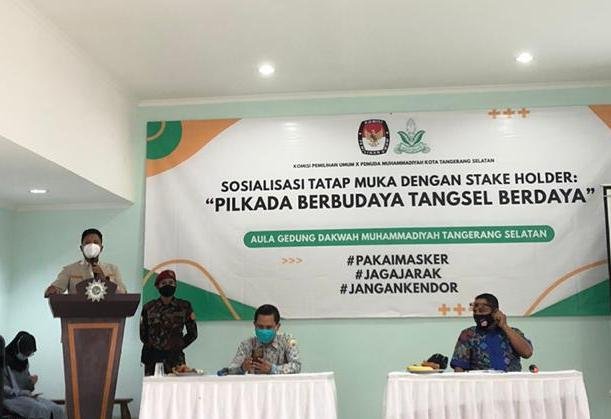 KOMISI PEMILIHAN UMUM X PEMUDA MUHAMMADIYAH KOTA TANGERANG SELATAN
SOSIALISASI TATAP MUKA DENGAN STAKE HOLDER:
“PILKADA BERBUDAYA TANGSEL BERDAYA”
AULA GEDUNG DAKWAH MUHAMMADIYAH TANGERANG SELATAN
>>>
#PAKAIMASKER
#JAGAJARAK
#JANGANKENDOR